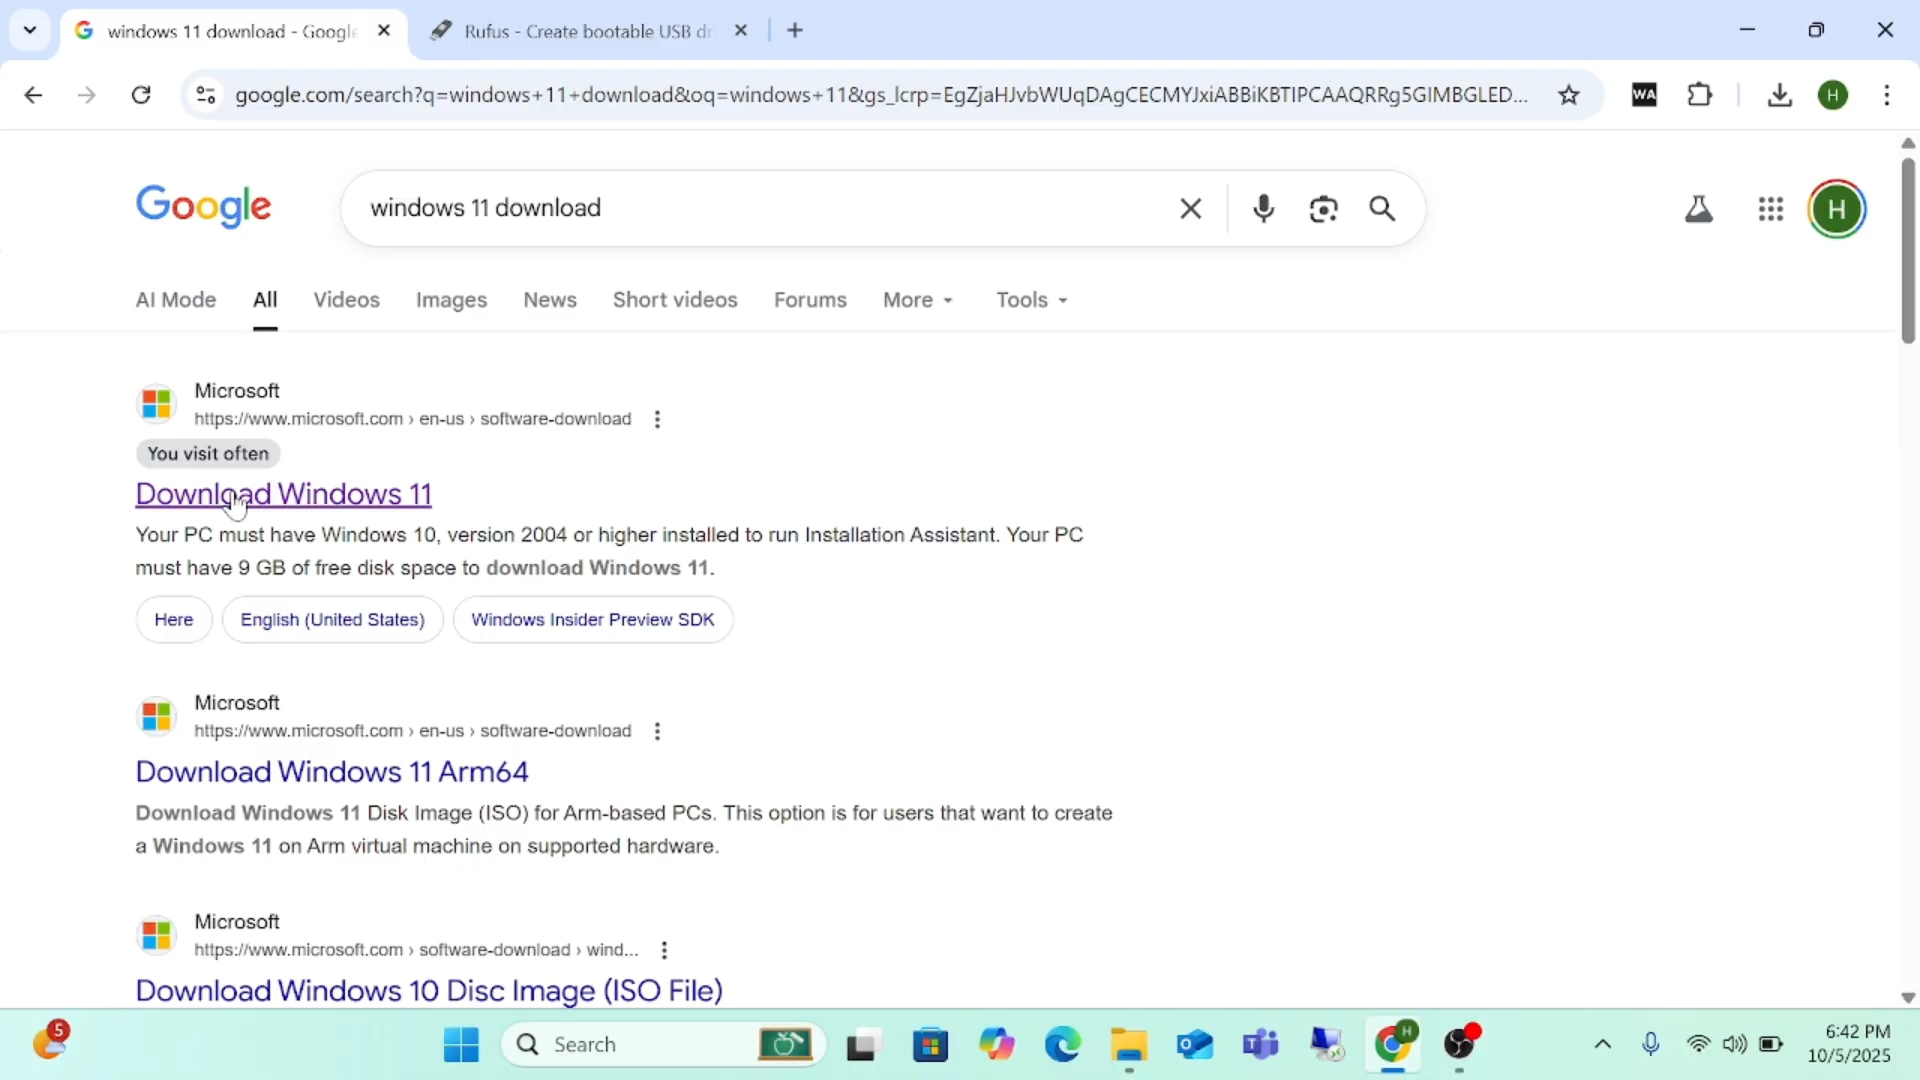 windows 11 download - Google
Rufus - Create bootable USB dr
google.com/search?q=windows+11+download&oq=windows+11&gs_lcrp=EgZjaHJvbWUqDAgCECMYJxiABBiKBTIPCAAQRRg5GIMBGLED...
WA
H
Google
windows 11 download
H
AI Mode
All
Videos
Images
News
Short videos
Forums
More
Tools
Microsoft
https://www.microsoft.com › en-us › software-download
You visit often
Download Windows 11
Your PC must have Windows 10, version 2004 or higher installed to run Installation Assistant. Your PC
must have 9 GB of free disk space to download Windows 11.
Here
English (United States)
Windows Insider Preview SDK
Microsoft
https://www.microsoft.com › en-us › software-download
Download Windows 11 Arm64
Download Windows 11 Disk Image (ISO) for Arm-based PCs. This option is for users that want to create
a Windows 11 on Arm virtual machine on supported hardware.
Microsoft
https://www.microsoft.com › software-download › wind...
Download Windows 10 Disc Image (ISO File)
5
Search
H
6:42 PM
10/5/2025